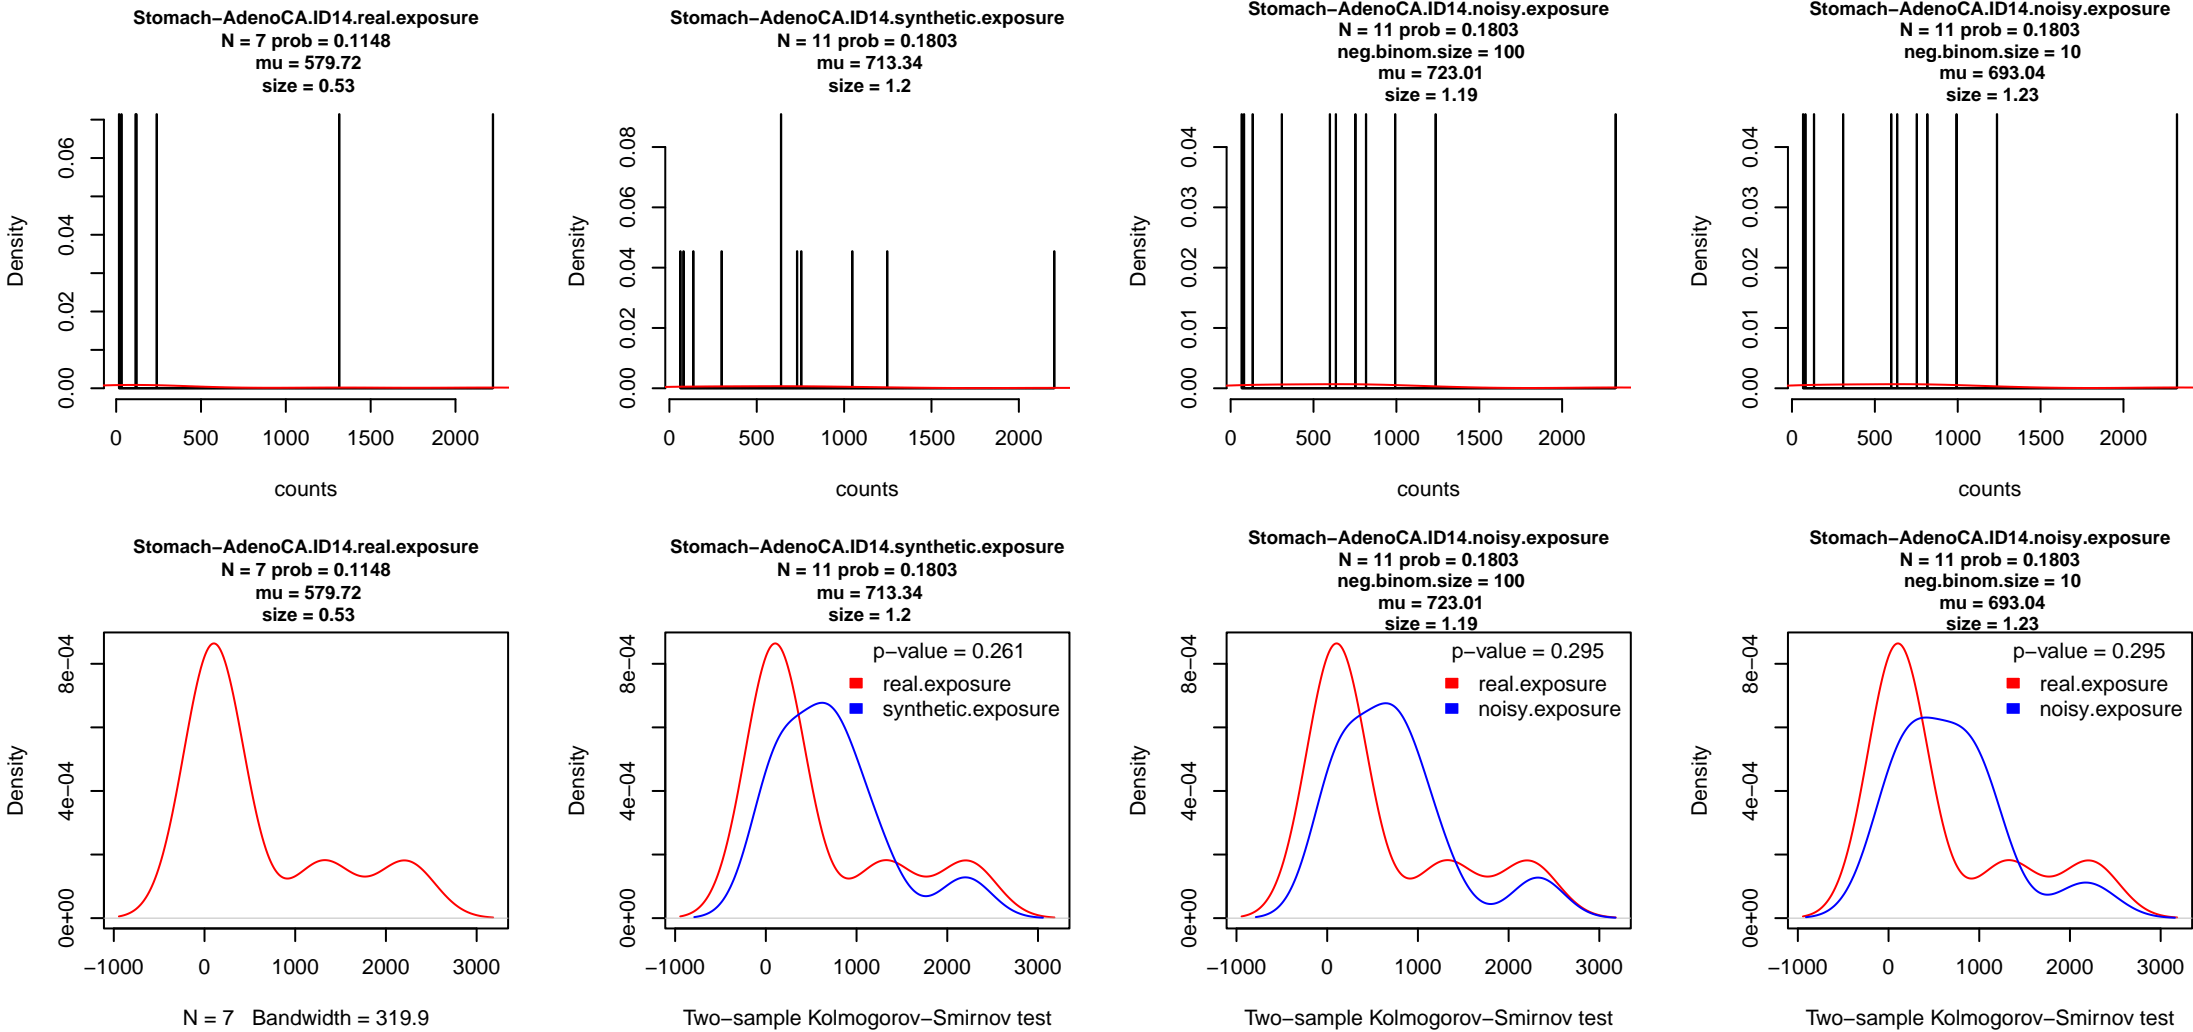 Stomach−AdenoCA.ID14.real.exposure
N = 7 prob = 0.1148
mu = 579.72
size = 0.53
Density
0.00
0.02
0.04
0.06
0 500 1000 1500 2000
counts
Stomach−AdenoCA.ID14.synthetic.exposure
N = 11 prob = 0.1803
mu = 713.34
size = 1.2
Density
0.00
0.02
0.04
0.06
0.08
0 500 1000 1500 2000
counts
Stomach−AdenoCA.ID14.noisy.exposure
N = 11 prob = 0.1803
neg.binom.size = 100
mu = 723.01
size = 1.19
Density
0.00
0.01
0.02
0.03
0.04
0 500 1000 1500 2000
counts
Stomach−AdenoCA.ID14.noisy.exposure
N = 11 prob = 0.1803
neg.binom.size = 10
mu = 693.04
size = 1.23
Density
0.00
0.01
0.02
0.03
0.04
0 500 1000 1500 2000
counts
Stomach−AdenoCA.ID14.real.exposure
N = 7 prob = 0.1148
mu = 579.72
size = 0.53
Density
0e+00
4e−04
8e−04
−1000 0 1000 2000 3000
N = 7 Bandwidth = 319.9
Stomach−AdenoCA.ID14.synthetic.exposure
N = 11 prob = 0.1803
mu = 713.34
size = 1.2
p−value = 0.261
real.exposure
synthetic.exposure
Density
0e+00
4e−04
8e−04
−1000 0 1000 2000 3000
Two−sample Kolmogorov−Smirnov test
Stomach−AdenoCA.ID14.noisy.exposure
N = 11 prob = 0.1803
neg.binom.size = 100
mu = 723.01
size = 1.19
p−value = 0.295
real.exposure
noisy.exposure
Density
0e+00
4e−04
8e−04
−1000 0 1000 2000 3000
Two−sample Kolmogorov−Smirnov test
Stomach−AdenoCA.ID14.noisy.exposure
N = 11 prob = 0.1803
neg.binom.size = 10
mu = 693.04
size = 1.23
p−value = 0.295
real.exposure
noisy.exposure
Density
0e+00
4e−04
8e−04
−1000 0 1000 2000 3000
Two−sample Kolmogorov−Smirnov test